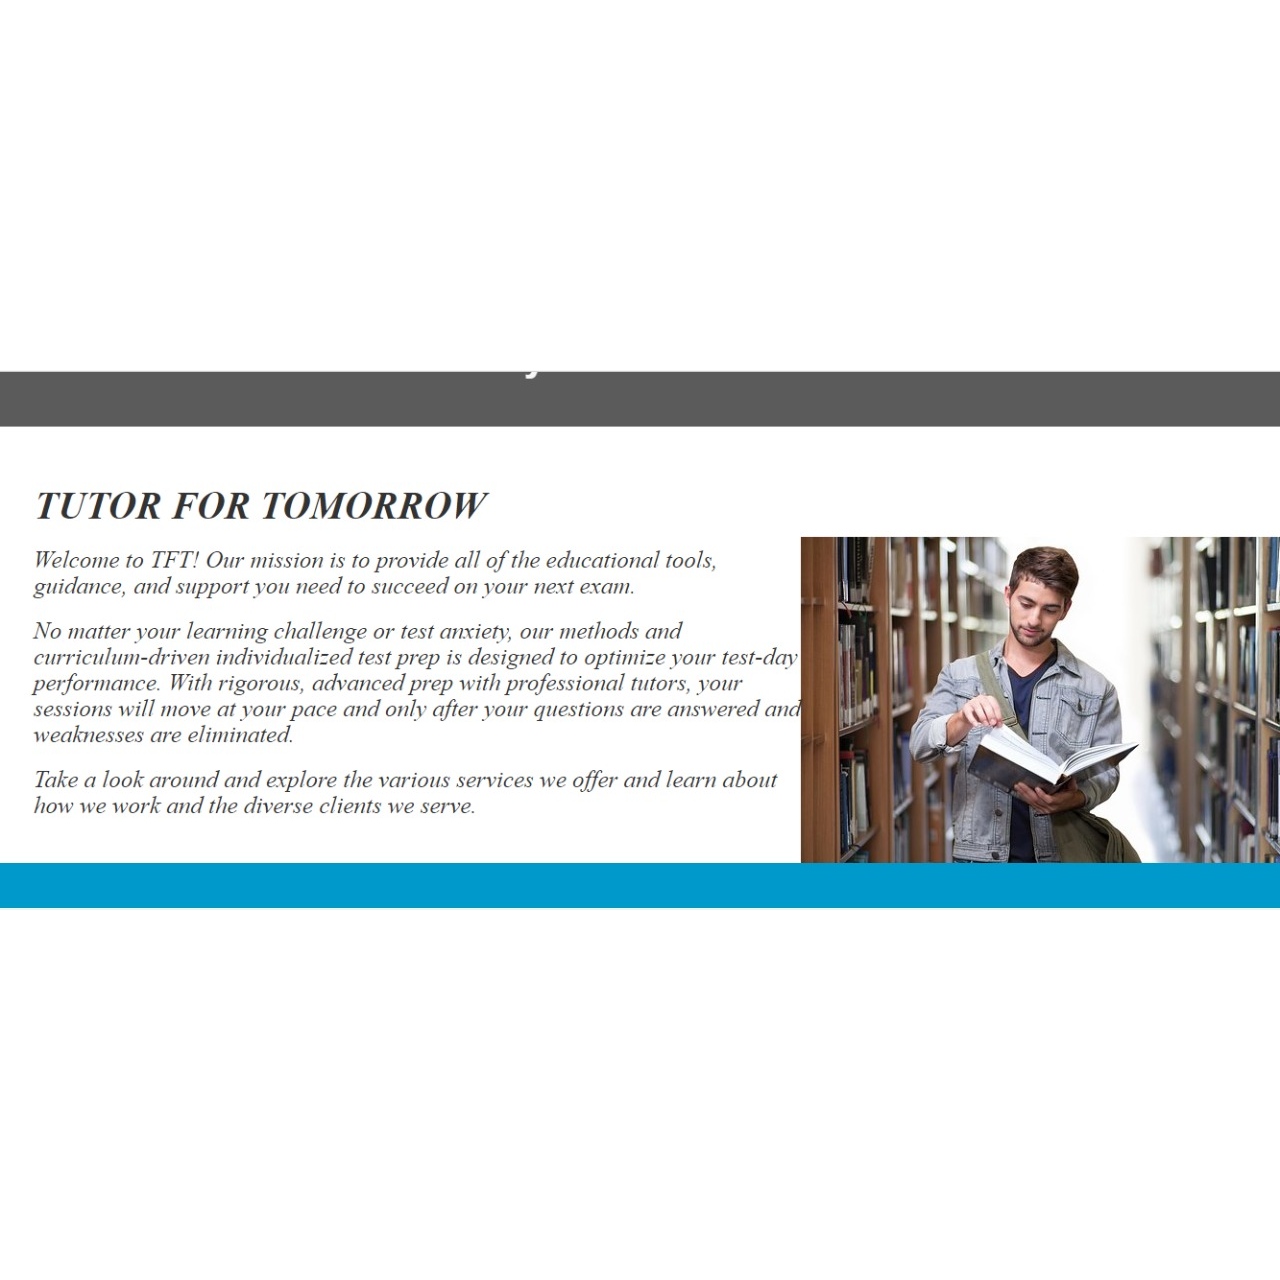 TUTOR FOR TOMORROW
Welcome to TFT! Our mission is to provide all of the educational tools,
guidance, and support you need to succeed on your next exam.
No matter your learning challenge or test anxiety, our methods and
curriculum-driven individualized test prep is designed to optimize your test-day
performance. With rigorous, advanced prep with professional tutors, your
sessions will move at your pace and only after your questions are answered and
weaknesses are eliminated.
Take a look around and explore the various services we offer and learn about
how we work and the diverse clients we serve.